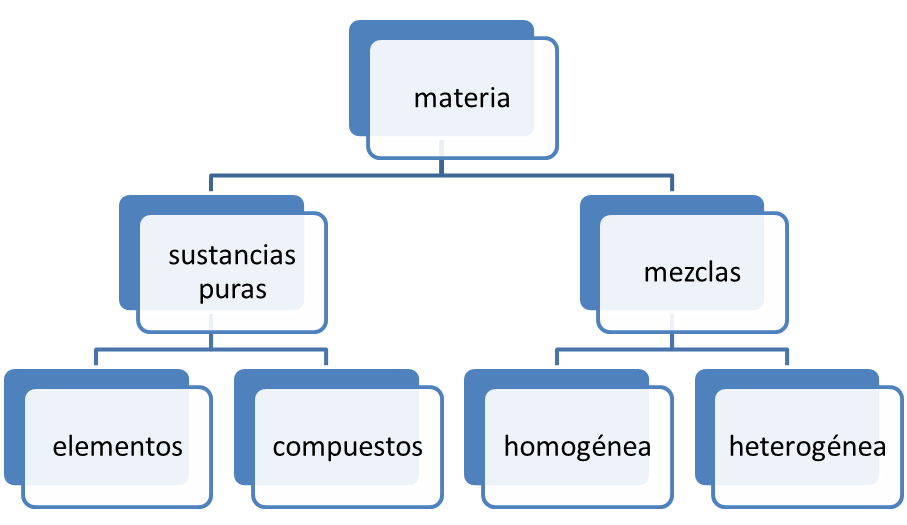 materia
sustancias
puras
mezclas
elementos
compuestos
homogénea
heterogénea